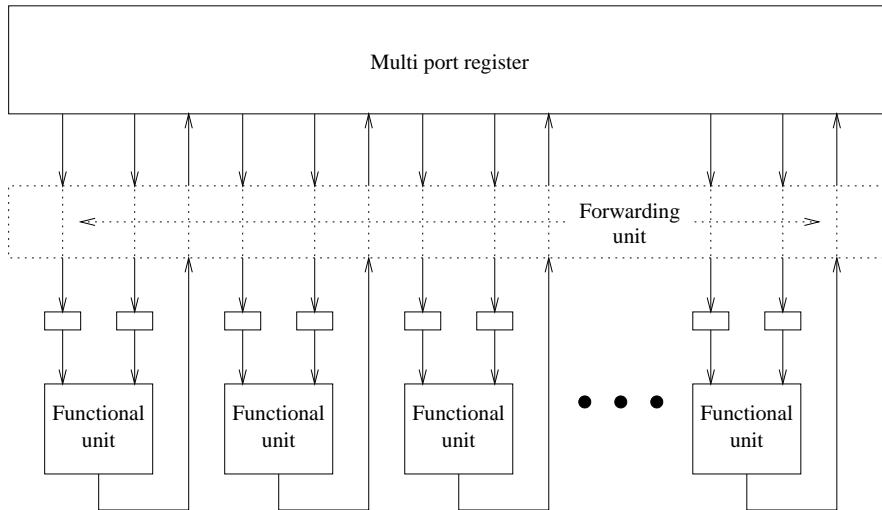 Multi port register
Forwarding
unit
Functional
unit
Functional
unit
Functional
unit
Functional
unit